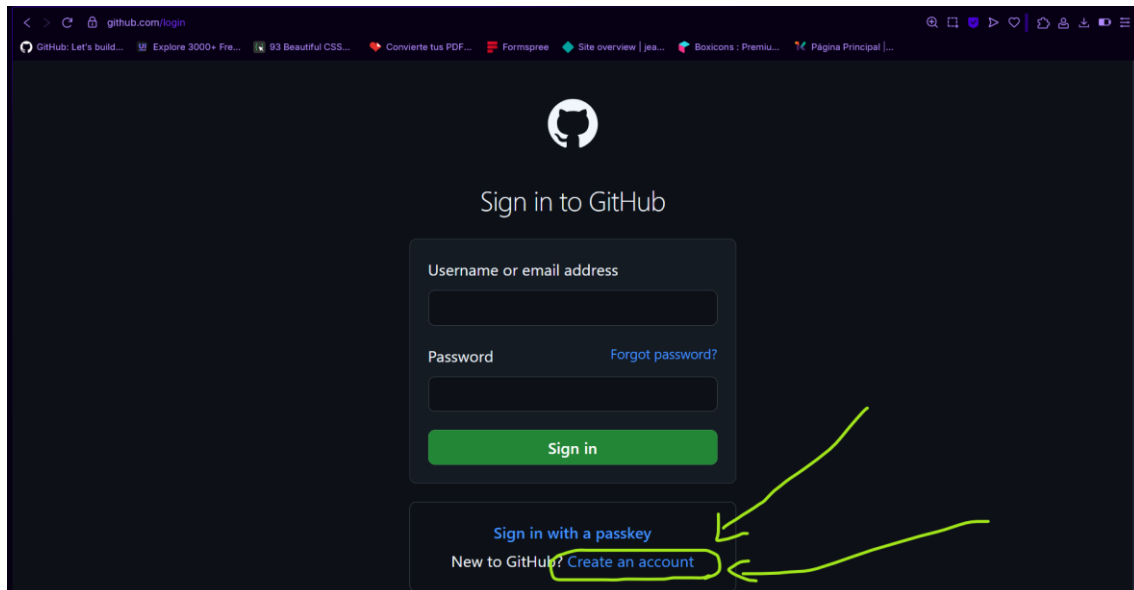 github.com/login
GitHub: Let's build...
Explore 3000+ Fre...
93 Beautiful CSS...
Convierte tus PDF...
Formspree
Site overview | jea...
Boxicons : Premiu...
Página Principal |...
Sign in to GitHub
Username or email address
Password
Forgot password?
Sign in
Sign in with a passkey
New to GitHub? Create an account